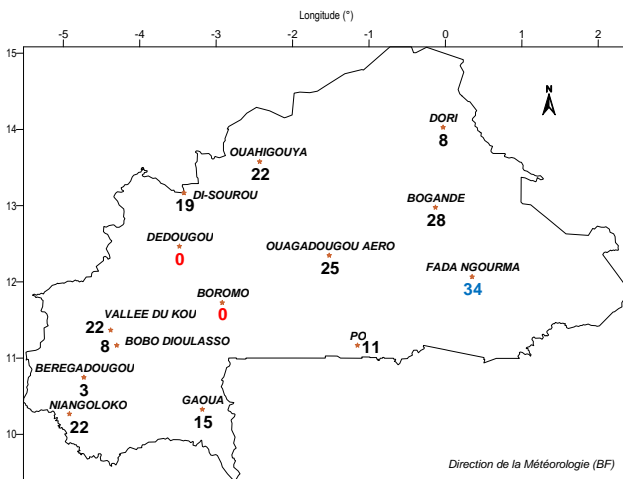 Longitude (°)
-5 -4 -3 -2 -1 0 1 2
15
N
14
DORI
8
OUAHIGOUYA
22
DI-SOUROU
19
13
BOGANDE
28
DEDOUGOU
0
OUAGADOUGOU AERO
25
FADA NGOURMA
34
12
BOROMO
0
VALLEE DU KOU
22
BOBO DIOULASSO
8
PO
11
11
BEREGADOUGOU
3
NIANGOLOKO
22
GAOUA
15
10
Direction de la Météorologie (BF)